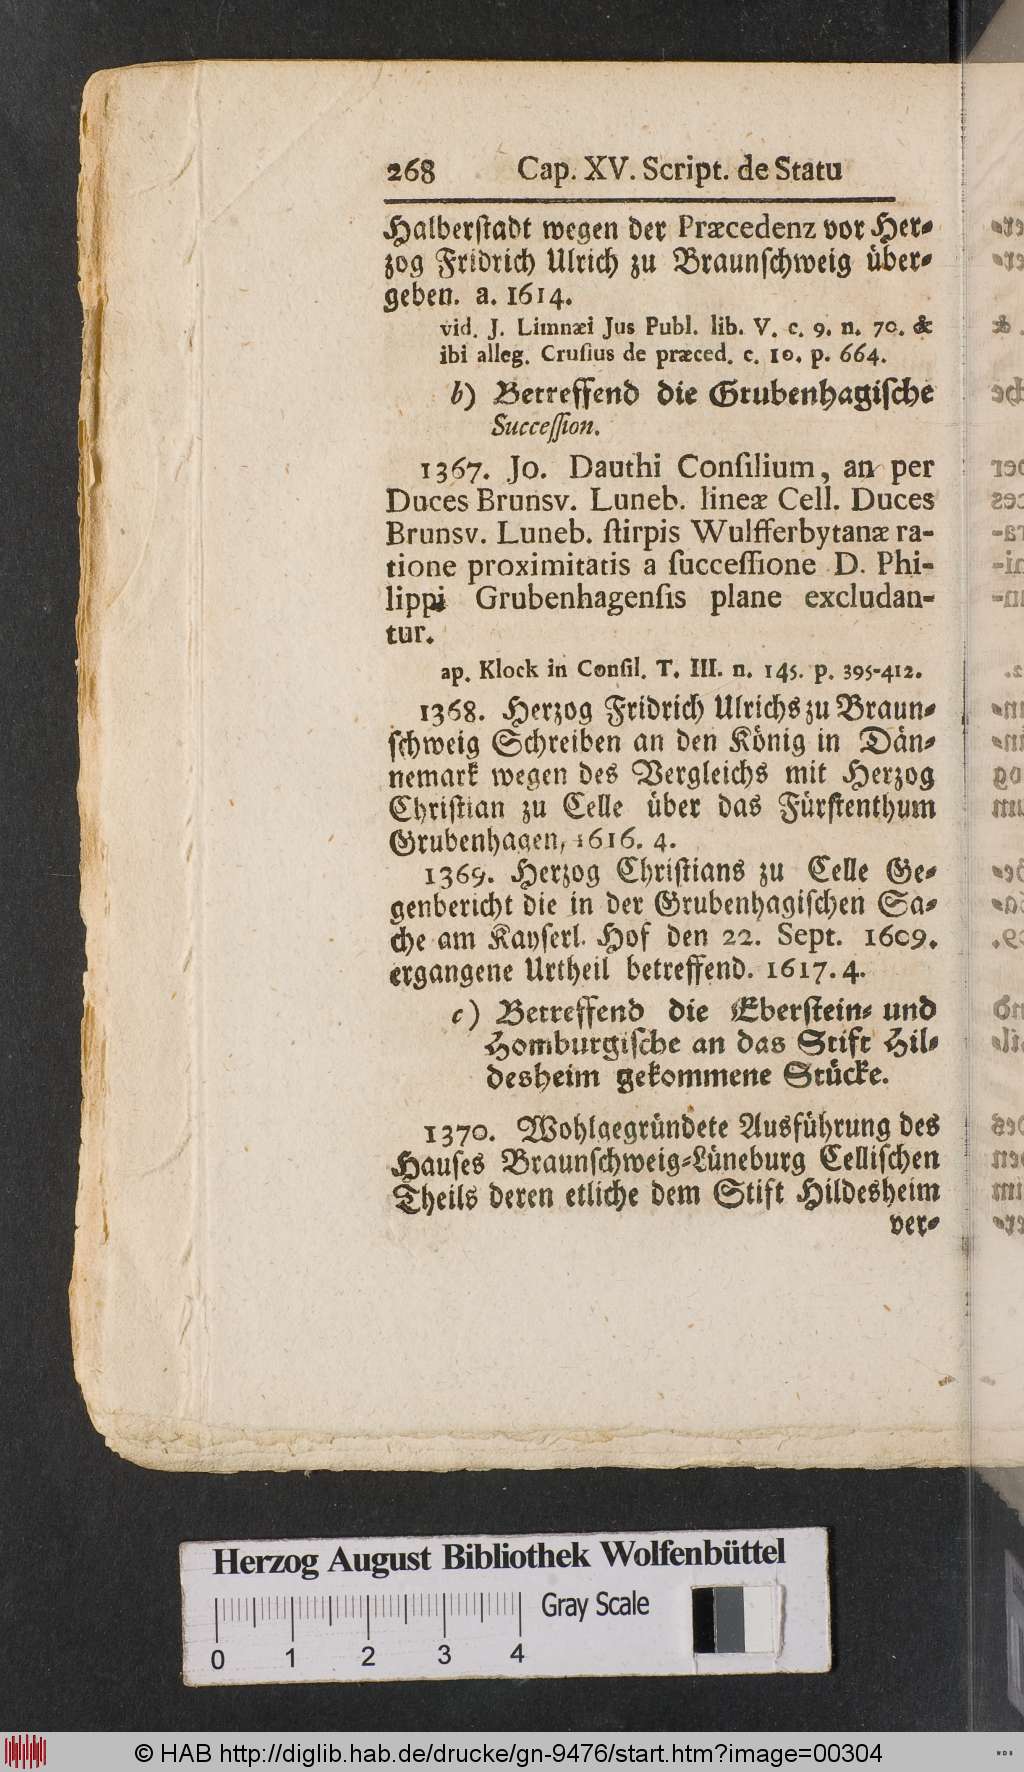 268 Cap. XV. Script. de Statu
Halberſtadt wegen der Præcedenz vor Her⸗
zog Fridrich Ulrich zu Braunſchweig über⸗
geben. a. 1614.
vid. J. Limnæi Jus Publ. lib. V. c. 9. n. 70. &
ibi alleg. Cruſius de præced. c. 10. p. 664.
b) Betreffend die Grubenhagiſche
Succeſſion.
1367. Jo. Dauthi Conſilium, an per
Duces Brunsv. Luneb. lineæ Cell. Duces
Brunsv. Luneb. ſtirpis Wulfferbytanæ ra-
tione proximitatis a ſucceſſione D. Phi-
lippi Grubenhagenſis plane excludan-
tur.
ap. Klock in Conſil. T. III. n. 145. p. 395-412.
1368. Herzog Fridrich Ulrichs zu Braun⸗
ſchweig Schreiben an den König in Dän⸗
nemark wegen des Vergleichs mit Herzog
Chriſtian zu Celle über das Fürſtenthum
Grubenhagen, 1616. 4.
1369. Herzog Chriſtians zu Celle Ge⸗
genbericht die in der Grubenhagiſchen Sa⸗
che am Kayſerl. Hof den 22. Sept. 1609.
ergangene Urtheil betreffend. 1617. 4.
c) Betreffend die Eberſtein⸗ und
Homburgiſche an das Stift Hil⸗
desheim gekommene Stücke.
1370. Wohlgegründete Ausführung des
Hauſes Braunſchweig⸗Lüneburg Celliſchen
Theils deren etliche dem Stift Hildesheim
ver⸗
Herzog August Bibliothek Wolfenbüttel
Gray Scale
0 1 2 3 4
© HAB http://diglib.hab.de/drucke/gn-9476/start.htm?image=00304